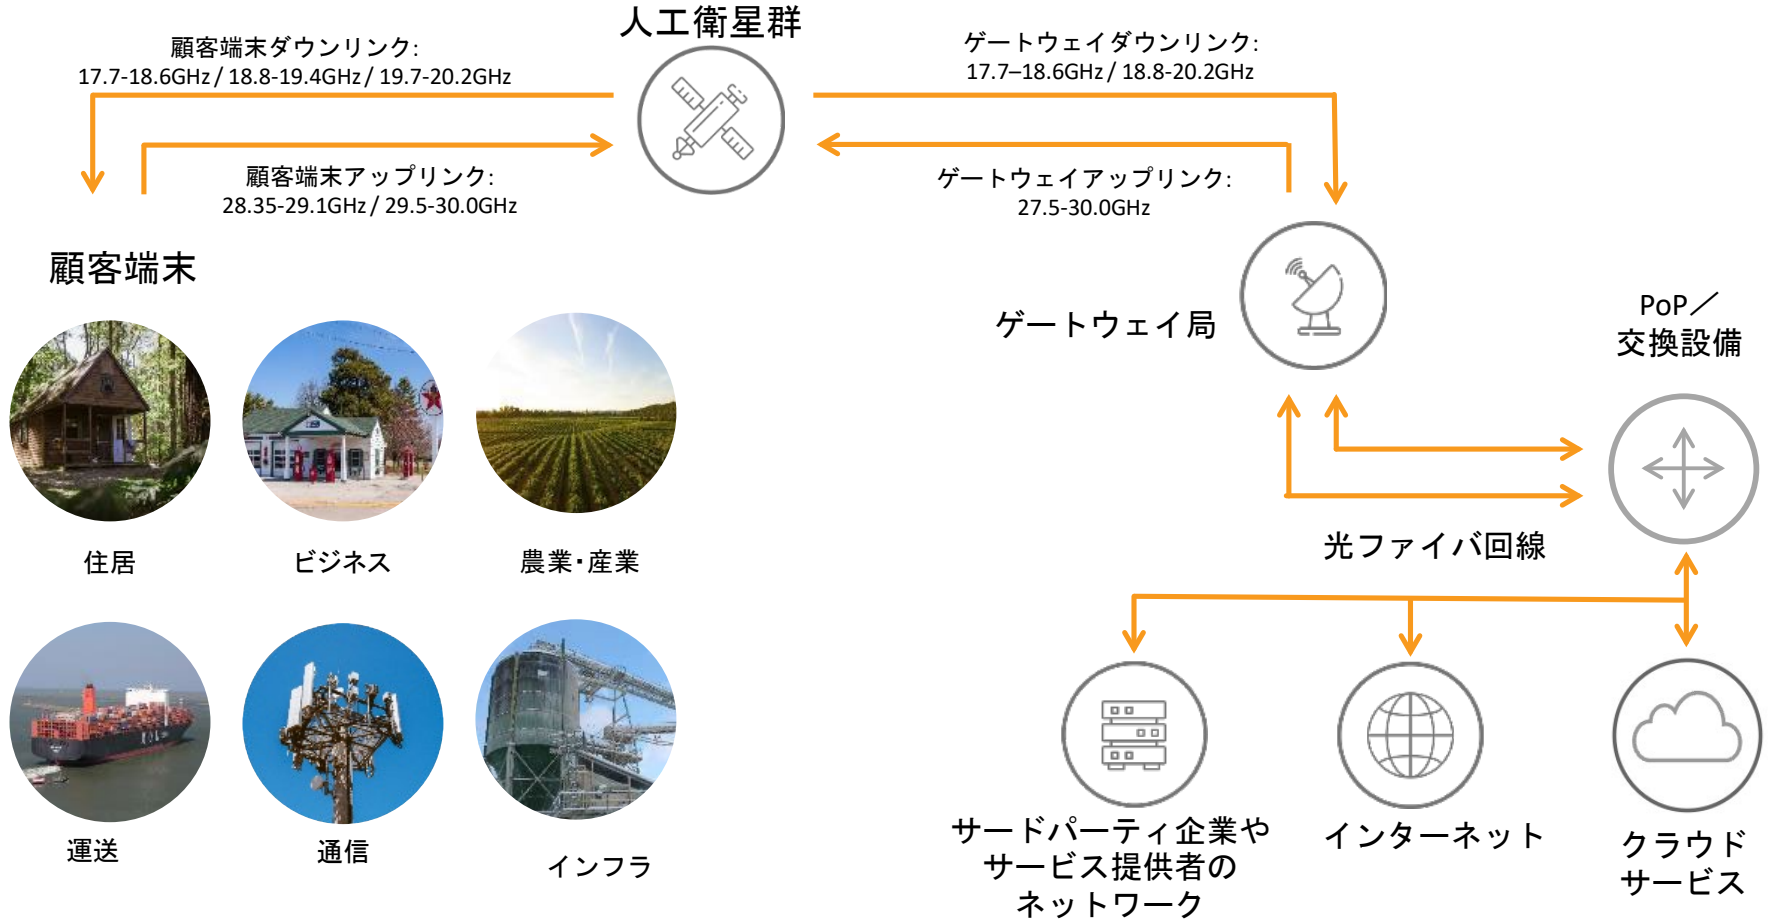 人工衛星群
顧客端末ダウンリンク:
17.7-18.6GHz / 18.8-19.4GHz / 19.7-20.2GHz
ゲートウェイダウンリンク:
17.7–18.6GHz / 18.8-20.2GHz
顧客端末アップリンク:
28.35-29.1GHz / 29.5-30.0GHz
ゲートウェイアップリンク:
27.5-30.0GHz
顧客端末
ゲートウェイ局
PoP／
交換設備
住居
ビジネス
農業・産業
光ファイバ回線
運送
通信
インフラ
サードパーティ企業や
サービス提供者の
ネットワーク
インターネット
クラウド
サービス